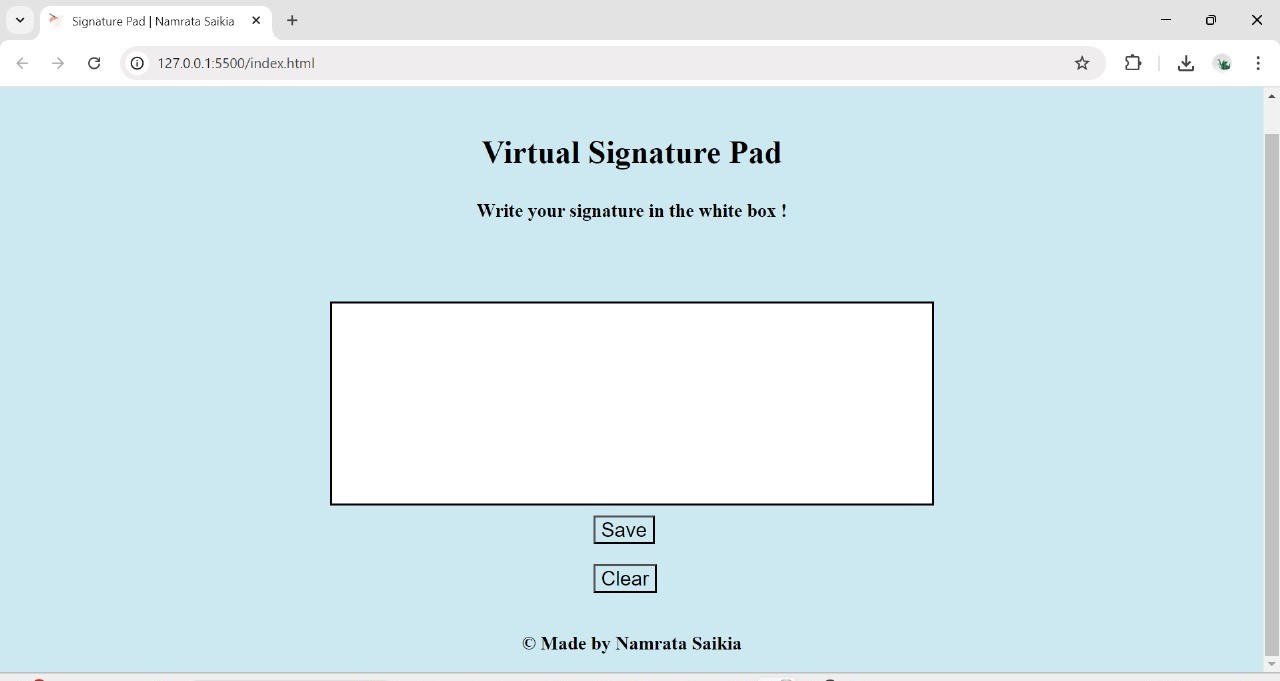 Signature Pad | Namrata Saikia
127.0.0.1:5500/index.html
Virtual Signature Pad
Write your signature in the white box !
Save
Clear
© Made by Namrata Saikia